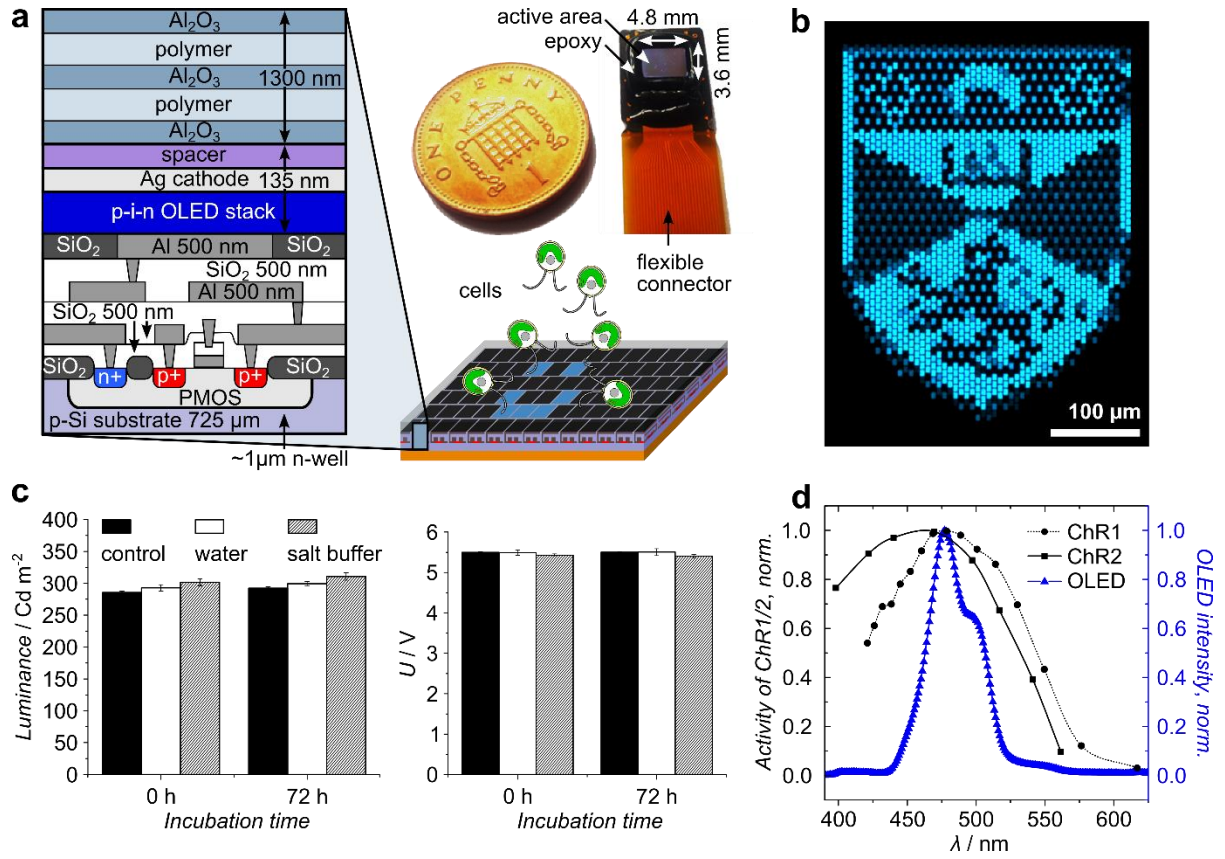 a
Al₂O₃
polymer
Al₂O₃
1300 nm
polymer
Al₂O₃
spacer
Ag cathode
135 nm
p-i-n OLED stack
SiO₂
Al 500 nm
SiO₂
SiO₂ 500 nm
Al 500 nm
SiO₂ 500 nm
SiO₂
SiO₂
n+
p+
p+
PMOS
p-Si substrate 725 µm
~1µm n-well
active area
epoxy
4.8 mm
3.6 mm
ONE PENNY
1
flexible
connector
cells
b
100 µm
c
Luminance / Cd m⁻²
400
350
300
250
200
150
100
50
0
control
water
salt buffer
0 h
72 h
Incubation time
U / V
6
5
4
3
2
1
0
0 h
72 h
Incubation time
d
Activity of ChR1/2, norm.
1.0
0.8
0.6
0.4
0.2
0.0
ChR1
ChR2
OLED
1.0
0.8
0.6
0.4
0.2
0.0
OLED intensity, norm.
400
450
500
550
600
λ / nm